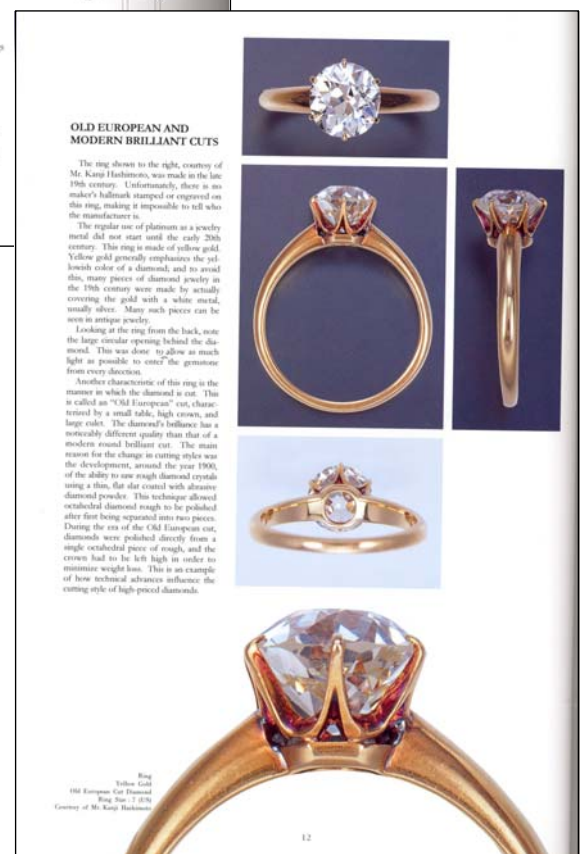 OLD EUROPEAN AND
MODERN BRILLIANT CUTS
The ring shown to the right, courtesy of
Mr. Kanji Hashimoto, was made in the late
19th century. Unfortunately, there is no
maker's hallmark stamped or engraved on
this ring, making it impossible to tell who
the manufacturer is.
The regular use of platinum as a jewelry
metal did not start until the early 20th
century. This ring is made of yellow gold.
Yellow gold generally emphasizes the yel-
lowish color of a diamond; and to avoid
this, many pieces of diamond jewelry in
the 19th century were made by actually
covering the gold with a white metal,
usually silver. Many such pieces can be
seen in antique jewelry.
Looking at the ring from the back, note
the large circular opening behind the dia-
mond. This was done to allow as much
light as possible to enter the gemstone
from every direction.
Another characteristic of this ring is the
manner in which the diamond is cut. This
is called an "Old European" cut, charac-
terized by a small table, high crown, and
large culet. The diamond's brilliance has a
noticeably different quality than that of a
modern round brilliant cut. The main
reason for the change in cutting styles was
the development, around the year 1900,
of the ability to saw rough diamond crystals
using a thin, flat slat coated with abrasive
diamond powder. This technique allowed
octahedral diamond rough to be polished
after first being separated into two pieces.
During the era of the Old European cut,
diamonds were polished directly from a
single octahedral piece of rough, and the
crown had to be left high in order to
minimize weight loss. This is an example
of how technical advances influence the
cutting style of high-priced diamonds.
Ring
Yellow Gold
Old European Cut Diamond
Ring Size : 7 (US)
Courtesy of Mr. Kanji Hashimoto
12